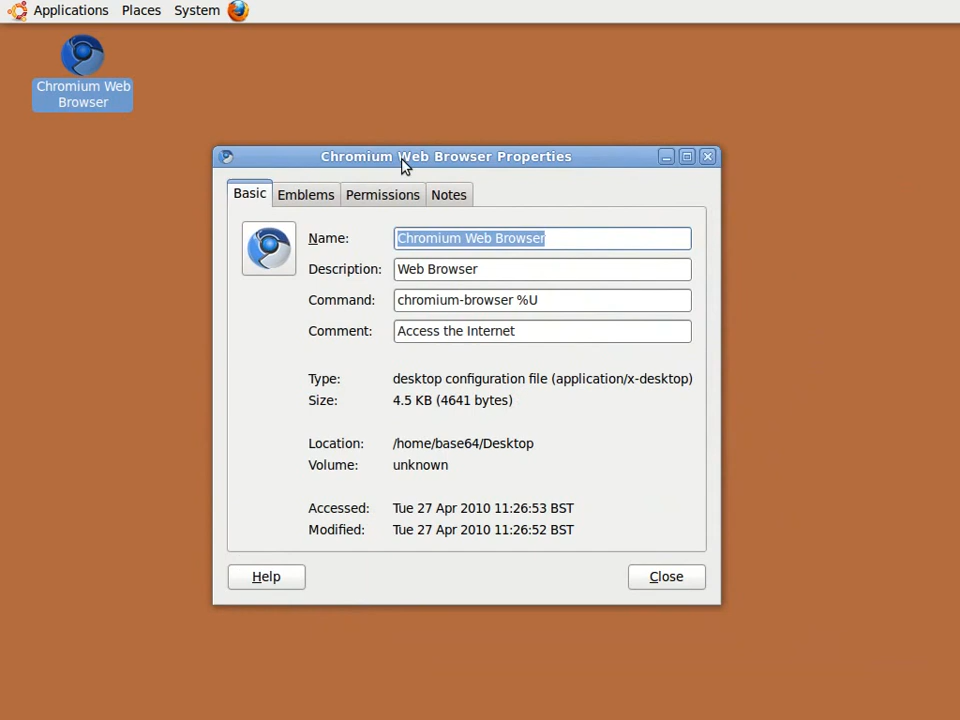 Applications Places System
Chromium Web
Browser
Chromium Web Browser Properties
Basic Emblems Permissions Notes
Name: Chromium Web Browser
Description: Web Browser
Command: chromium-browser %U
Comment: Access the Internet
Type: desktop configuration file (application/x-desktop)
Size: 4.5 KB (4641 bytes)
Location: /home/base64/Desktop
Volume: unknown
Accessed: Tue 27 Apr 2010 11:26:53 BST
Modified: Tue 27 Apr 2010 11:26:52 BST
Help Close